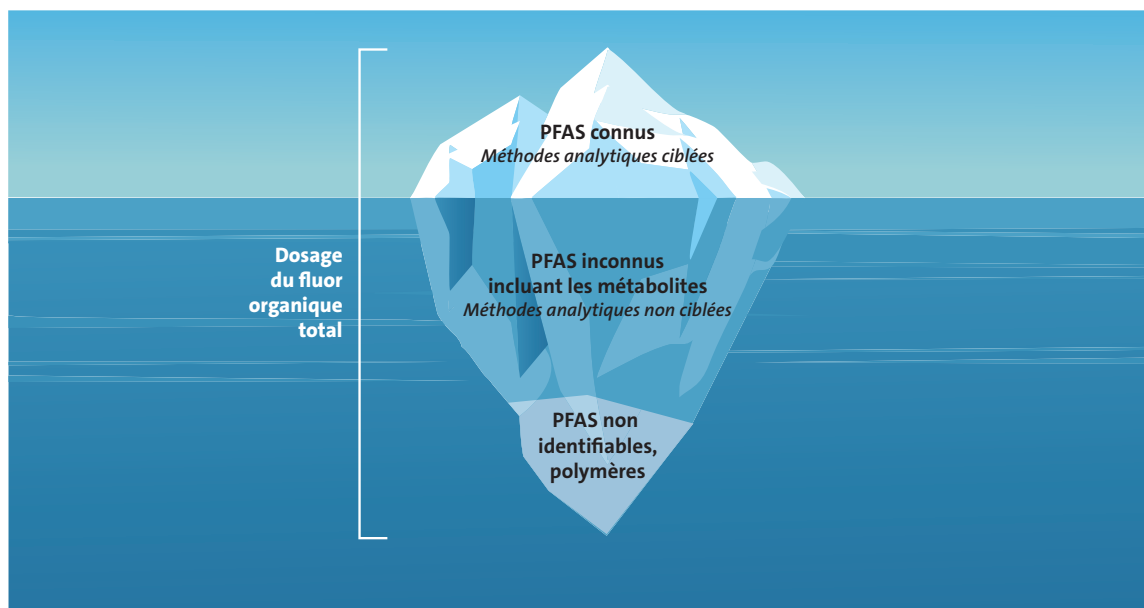 PFAS connus
Méthodes analytiques ciblées
Dosage
du fluor
organique
total
PFAS inconnus
incluant les métabolites
Méthodes analytiques non ciblées
PFAS non
identifiables,
polymères